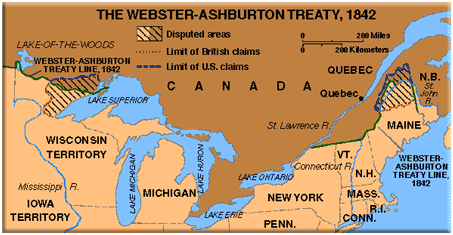 THE WEBSTER-ASHBURTON TREATY, 1842
Disputed areas
Limit of British claims
Limit of U.S. claims
0 200 Miles
0 200 Kilometers
LAKE-OF-THE-WOODS
WEBSTER-ASHBURTON
TREATY LINE, 1842
LAKE SUPERIOR
CANADA
QUEBEC
Quebec
N.B.
St.
John
R.
St. Lawrence R.
MAINE
WISCONSIN
TERRITORY
Mississippi R.
IOWA
TERRITORY
LAKE MICHIGAN
MICHIGAN
LAKE HURON
LAKE ONTARIO
LAKE ERIE
Connecticut R.
VT.
N.H.
NEW YORK
MASS.
R.I.
CONN.
PENN.
WEBSTER-
ASHBURTON
TREATY LINE,
1842